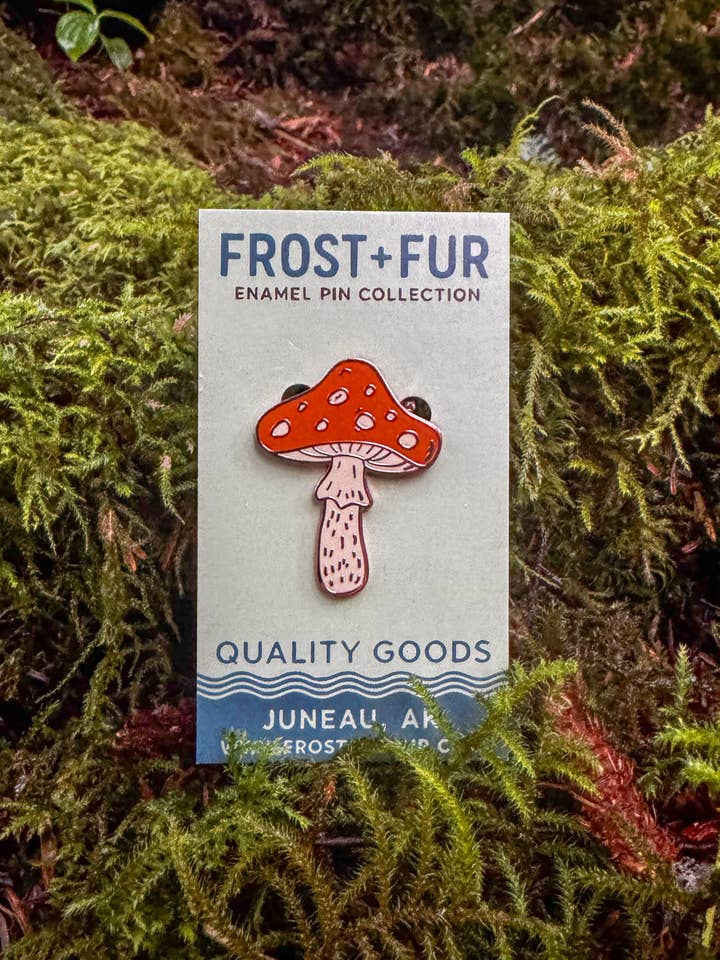 FROST+FUR
ENAMEL PIN COLLECTION
QUALITY GOODS
JUNEAU, AK